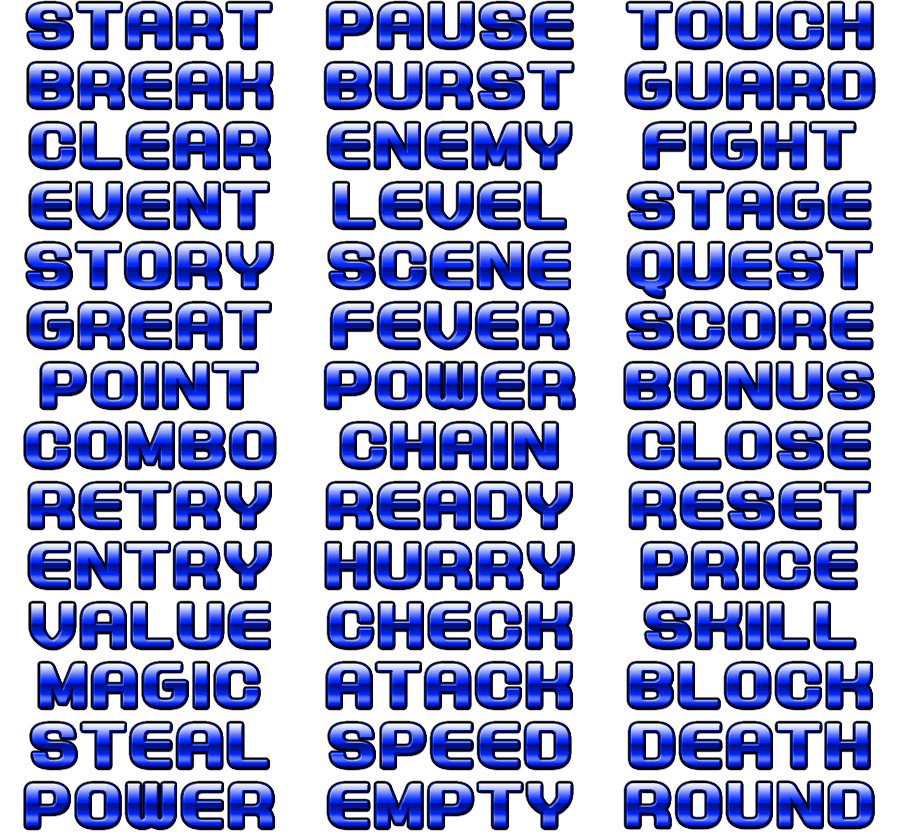 START PAUSE TOUCH
BREAK BURST GUARD
CLEAR ENEMY FIGHT
EVENT LEVEL STAGE
STORY SCENE QUEST
GREAT FEVER SCORE
POINT POWER BONUS
COMBO CHAIN CLOSE
RETRY READY RESET
ENTRY HURRY PRICE
VALUE CHECK SKILL
MAGIC ATACK BLOCK
STEAL SPEED DEATH
POWER EMPTY ROUND